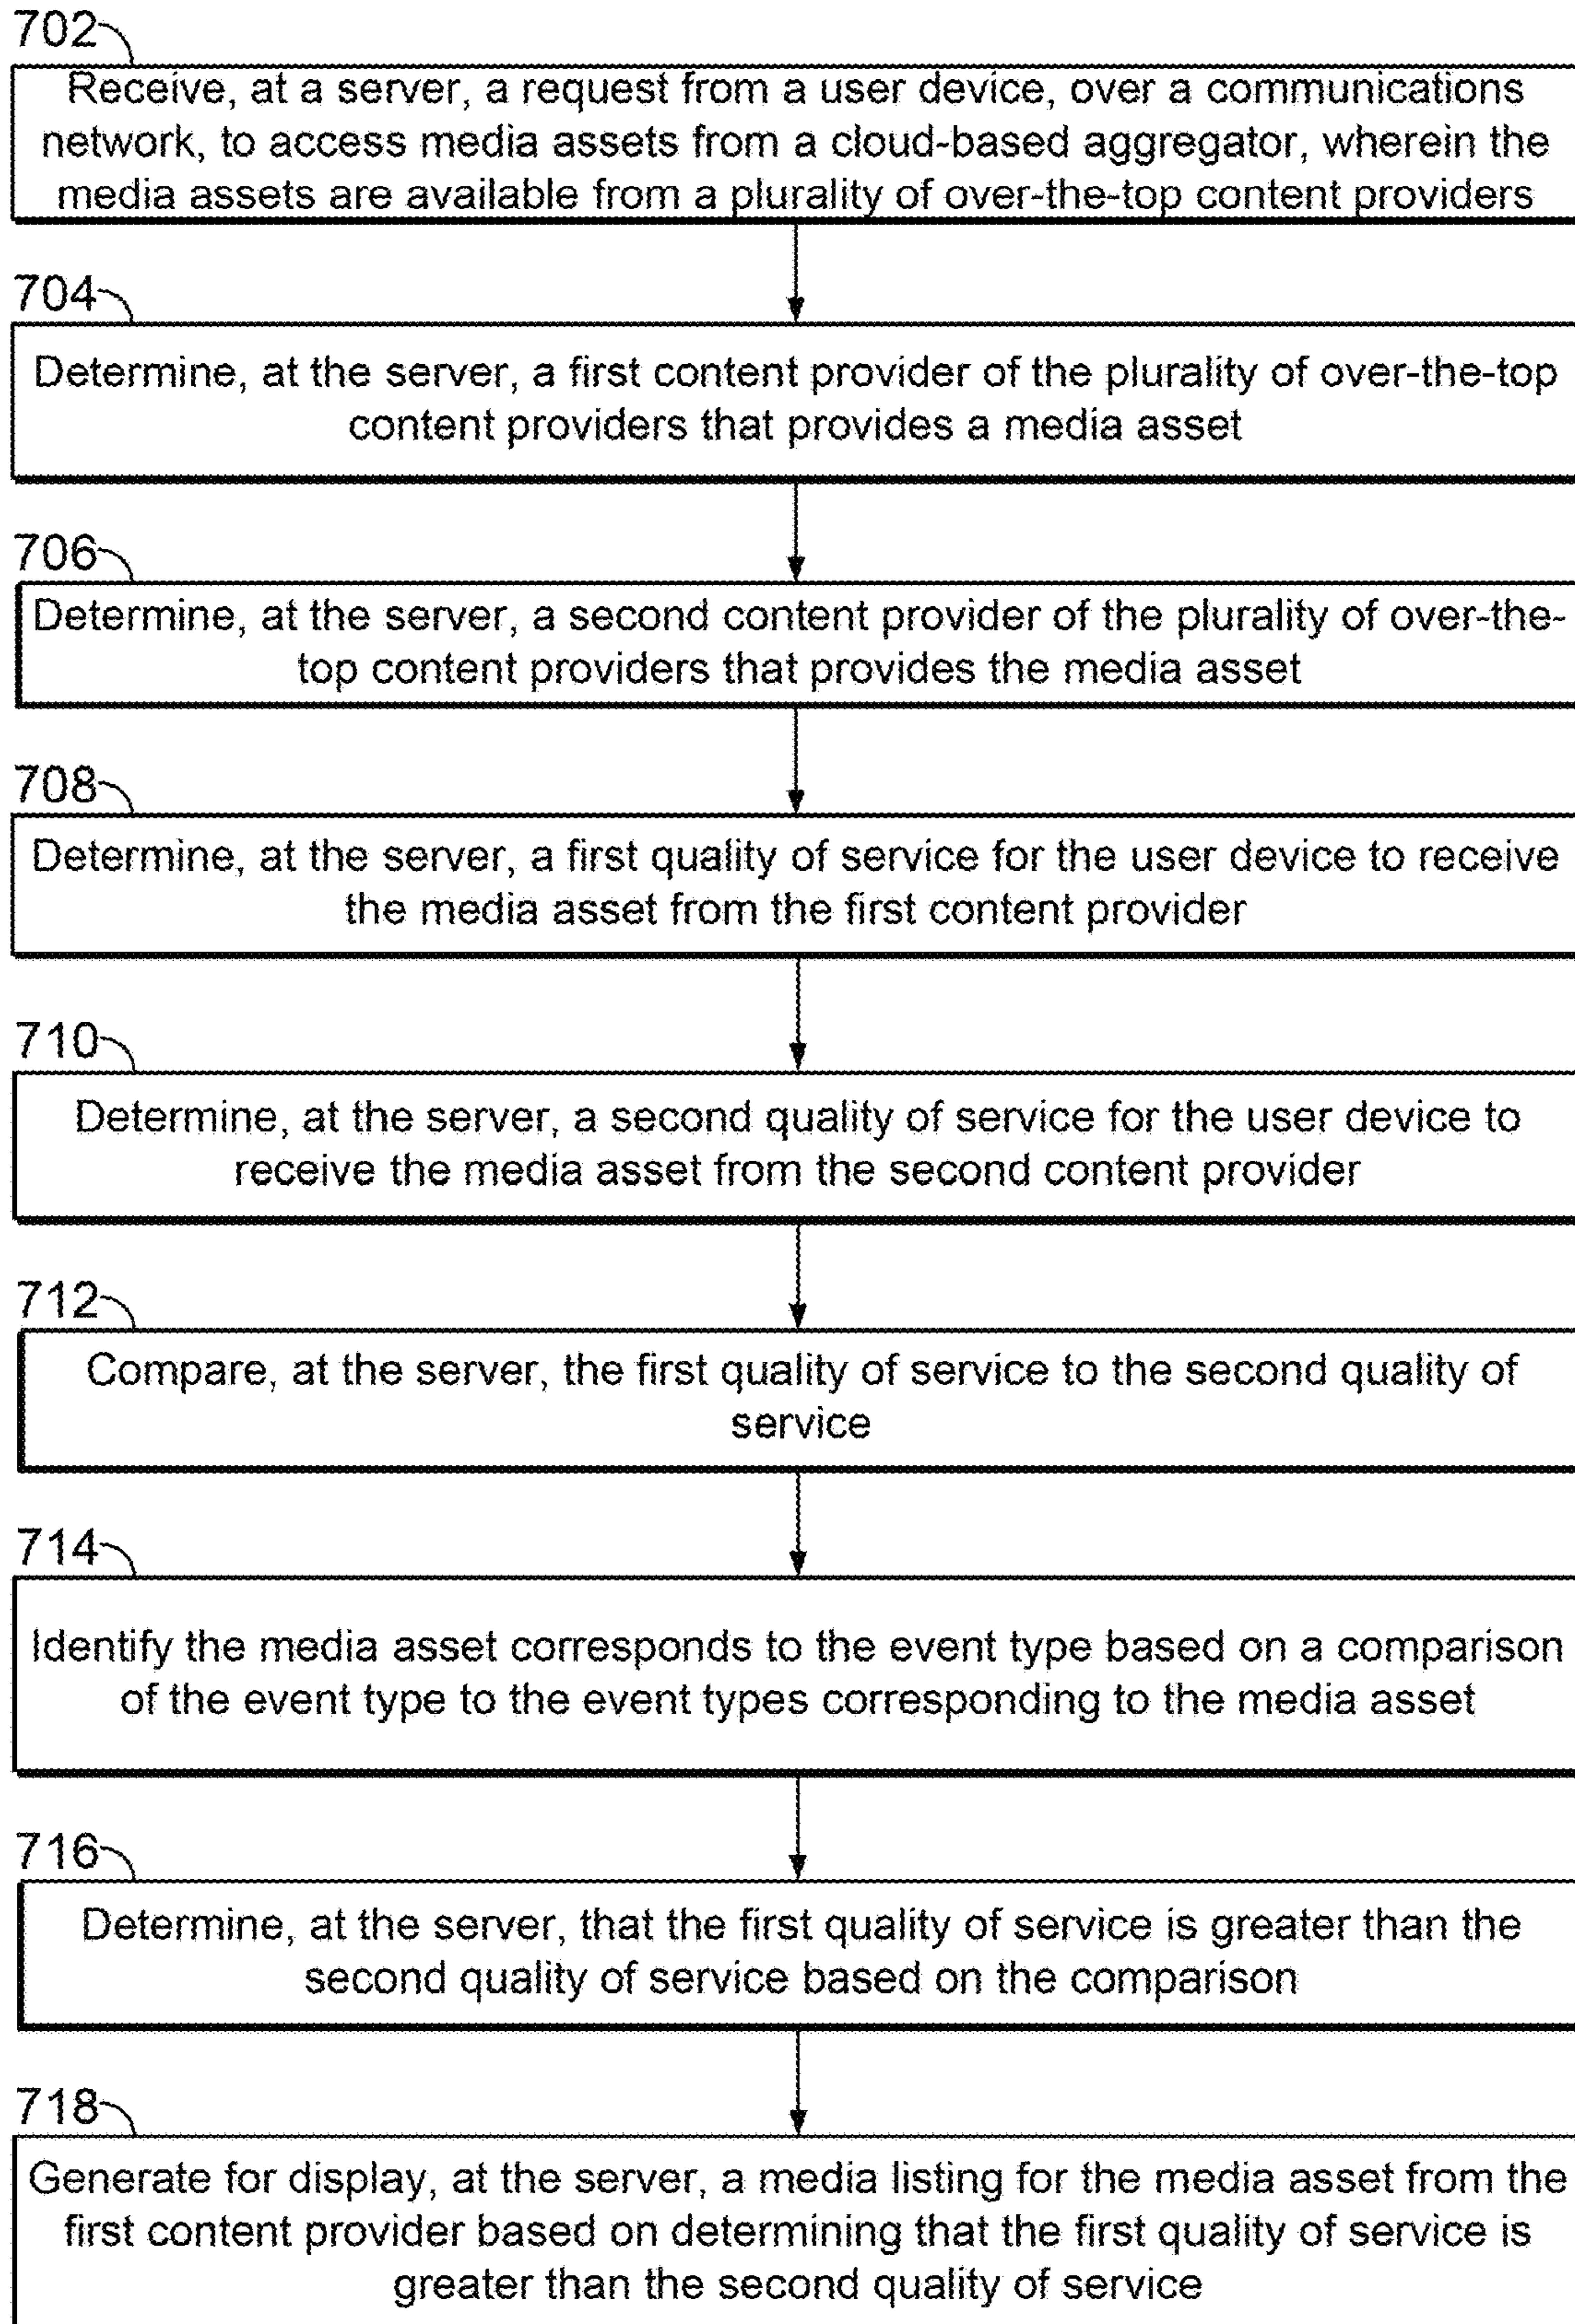 702
Receive, at a server, a request from a user device, over a communications
network, to access media assets from a cloud-based aggregator, wherein the
media assets are available from a plurality of over-the-top content providers
704
Determine, at the server, a first content provider of the plurality of over-the-top
content providers that provides a media asset
706
Determine, at the server, a second content provider of the plurality of over-the-
top content providers that provides the media asset
708
Determine, at the server, a first quality of service for the user device to receive
the media asset from the first content provider
710
Determine, at the server, a second quality of service for the user device to
receive the media asset from the second content provider
712
Compare, at the server, the first quality of service to the second quality of
service
714
Identify the media asset corresponds to the event type based on a comparison
of the event type to the event types corresponding to the media asset
716
Determine, at the server, that the first quality of service is greater than the
second quality of service based on the comparison
718
Generate for display, at the server, a media listing for the media asset from the
first content provider based on determining that the first quality of service is
greater than the second quality of service